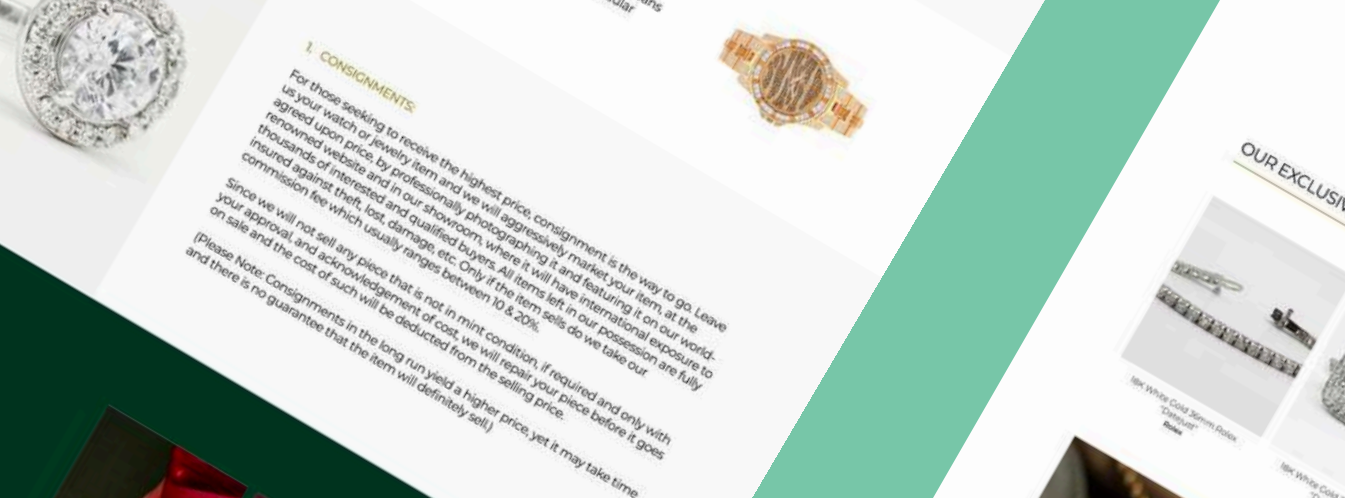 ans
ular
1. CONSIGNMENTS:
For those seeking to receive the highest price, consignment is the way to go. Leave
us your watch or jewelry item and we will aggressively market your item, at the
agreed upon price, by professionally photographing it and featuring it on our world-
renowned website and in our showroom, where it will have international exposure to
thousands of interested and qualified buyers. All items left in our possession are fully
insured against theft, lost, damage, etc. Only if the item sells do we take our
commission fee which usually ranges between 10 & 20%.
Since we will not sell any piece that is not in mint condition, if required and only with
your approval, and acknowledgement of cost, we will repair your piece before it goes
on sale and the cost of such will be deducted from the selling price.
(Please Note: Consignments in the long run yield a higher price, yet it may take time
and there is no guarantee that the item will definitely sell.)
OUR EXCLUSIV
18K White Gold 36mm Rolex
"Datejust"
Rolex
18K White Gold